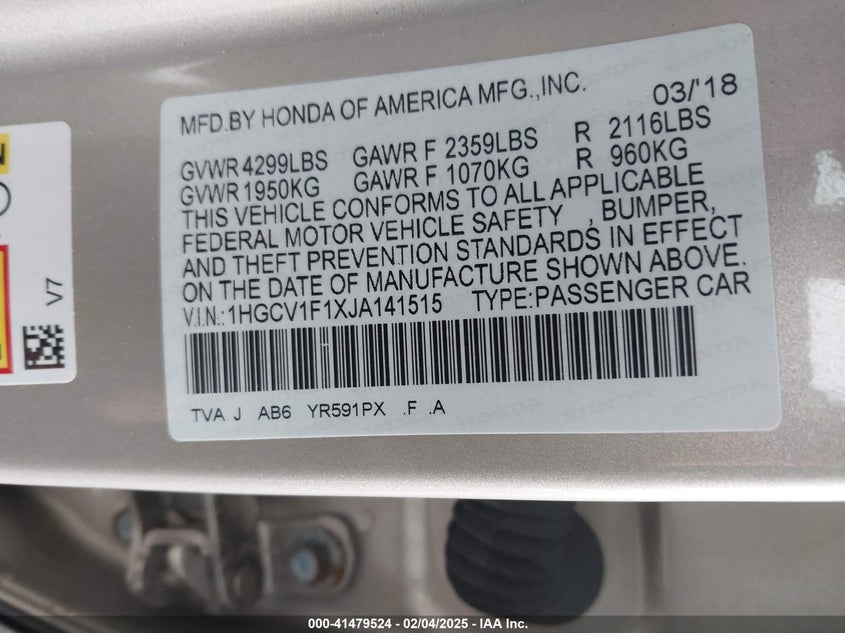 MFD.BY HONDA OF AMERICA MFG.,INC. 03/'18
GVWR 4299LBS GAWR F 2359LBS R 2116LBS
GVWR 1950KG GAWR F 1070KG R 960KG
THIS VEHICLE CONFORMS TO ALL APPLICABLE
FEDERAL MOTOR VEHICLE SAFETY , BUMPER,
AND THEFT PREVENTION STANDARDS IN EFFECT
ON THE DATE OF MANUFACTURE SHOWN ABOVE.
V.I.N.:1HGCV1F1XJA141515 TYPE:PASSENGER CAR
TVA J AB6 YR591PX .F .A
V7
000-41479524 - 02/04/2025 - IAA Inc.